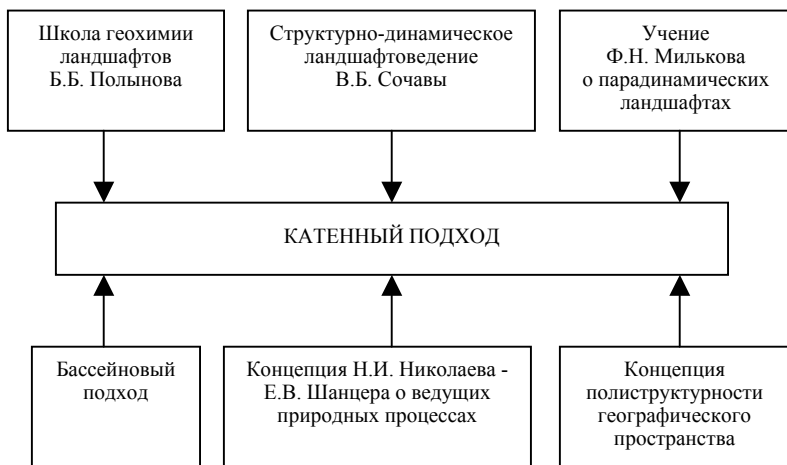 Школа геохимии
ландшафтов
Б.Б. Полынова
Структурно-динамическое
ландшафтоведение
В.Б. Сочавы
Учение
Ф.Н. Милькова
о парадинамических
ландшафтах
КАТЕННЫЙ ПОДХОД
Бассейновый
подход
Концепция Н.И. Николаева -
Е.В. Шанцера о ведущих
природных процессах
Концепция
полиструктурности
географического
пространства